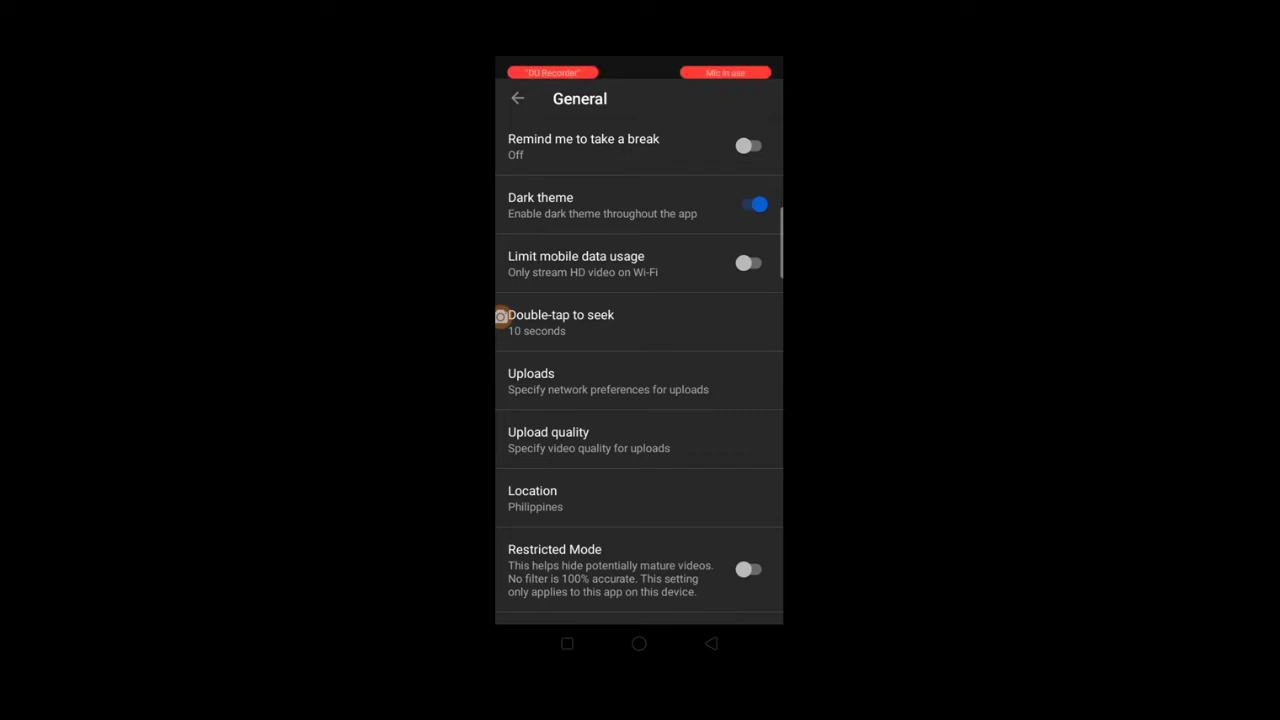 "DU Recorder"
Mic in use
General
Remind me to take a break
Off
Dark theme
Enable dark theme throughout the app
Limit mobile data usage
Only stream HD video on Wi-Fi
Double-tap to seek
10 seconds
Uploads
Specify network preferences for uploads
Upload quality
Specify video quality for uploads
Location
Philippines
Restricted Mode
This helps hide potentially mature videos.
No filter is 100% accurate. This setting
only applies to this app on this device.